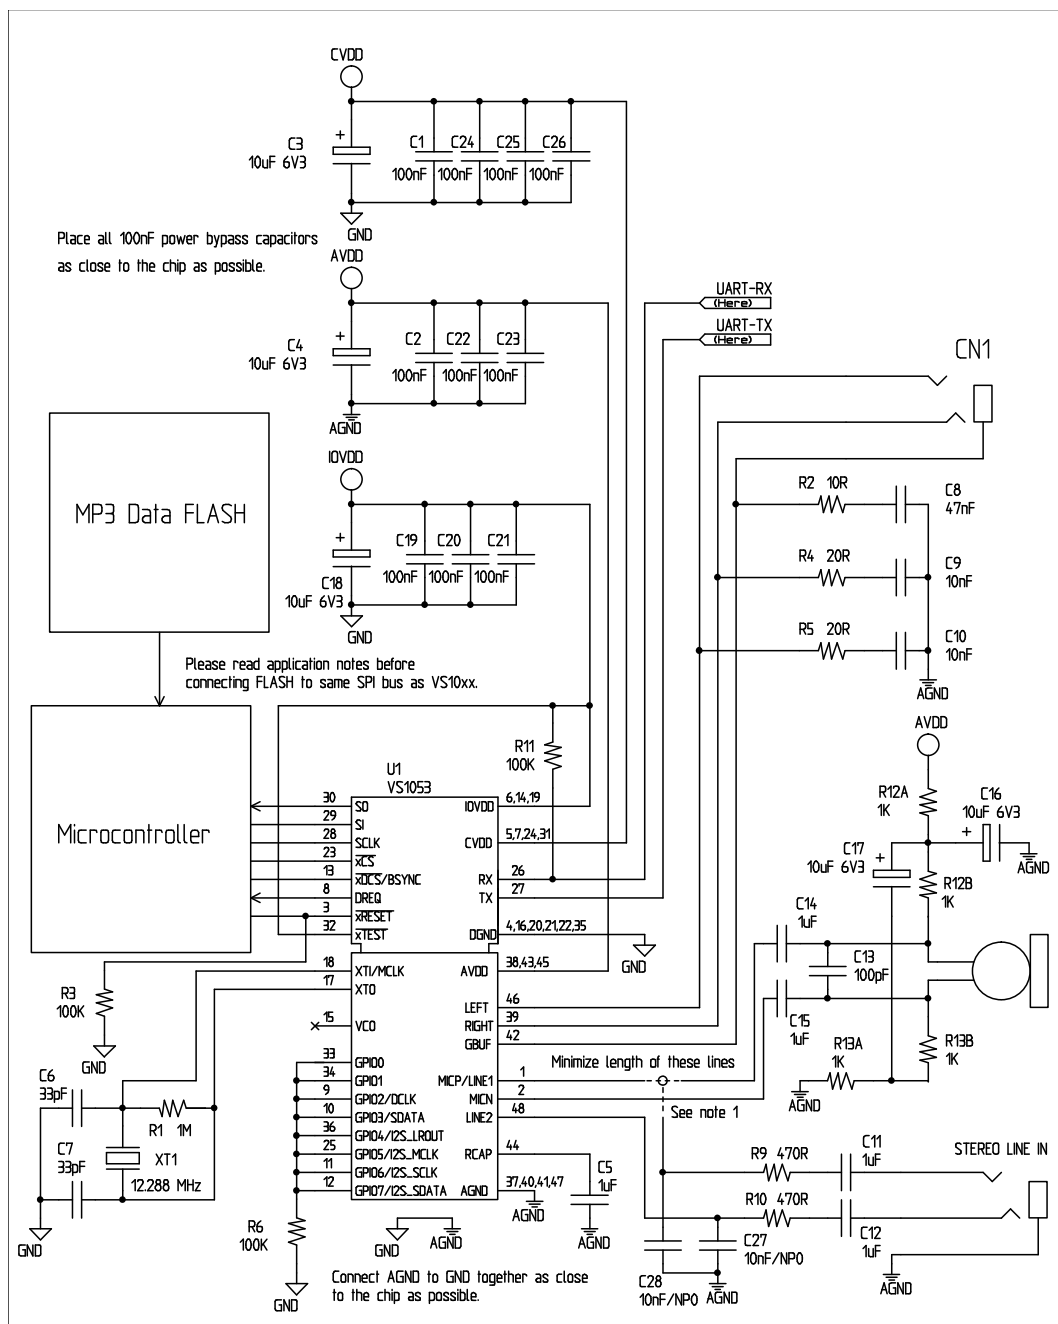 CVDD
C3
10uF 6V3
+
C1
C24
C25
C26
100nF
100nF
100nF
100nF
GND
Place all 100nF power bypass capacitors
as close to the chip as possible.
AVDD
UART-RX
(Here)
UART-TX
(Here)
C4
10uF 6V3
+
C2
C22
C23
100nF
100nF
100nF
CN1
AGND
IOVDD
MP3 Data FLASH
R2 10R
C8
47nF
+
C18
10uF 6V3
C19
C20
C21
100nF
100nF
100nF
R4 20R
C9
10nF
GND
R5 20R
C10
10nF
Please read application notes before
connecting FLASH to same SPI bus as VS10xx.
AGND
AVDD
R11
100K
U1
VS1053
R12A
1K
C16
10uF 6V3
+
Microcontroller
30
SO
6,14,19
IOVDD
29
SI
28
SCLK
5,7,24,31
CVDD
23
xCS
13
xDCS/BSYNC
26
RX
8
DREQ
27
TX
3
xRESET
32
xTEST
4,16,20,21,22,35
DGND
GND
C17
10uF 6V3
+
AGND
R12B
1K
C14
1uF
C13
100pF
C15
1uF
18
XTI/MCLK
38,43,45
AVDD
17
XTO
46
LEFT
15
VCO
39
RIGHT
42
GBUF
R3
100K
GND
R13A
1K
R13B
1K
AGND
Minimize length of these lines
33
GPIO0
34
GPIO1
1
MICP/LINE1
9
GPIO2/DCLK
2
MICN
10
GPIO3/SDATA
48
LINE2
36
GPIO4/I2S_LROUT
25
GPIO5/I2S_MCLK
44
RCAP
11
GPIO6/I2S_SCLK
12
GPIO7/I2S_SDATA
37,40,41,47
AGND
See note 1
C6
33pF
R1 1M
C7
33pF
XT1
12.288 MHz
GND
C5
1uF
AGND
AGND
R9 470R
C11
1uF
STEREO LINE IN
R10 470R
C12
1uF
R6
100K
GND
GND
AGND
C27
10nF/NP0
C28
10nF/NP0
AGND
AGND
Connect AGND to GND together as close
to the chip as possible.